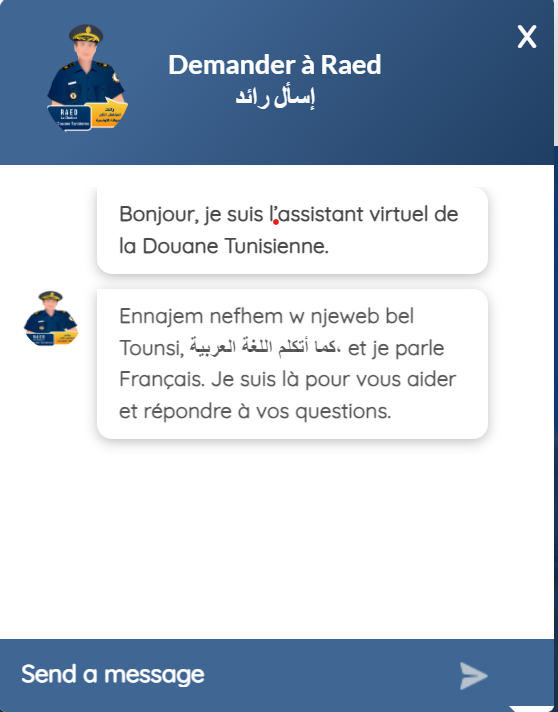 X
Demander à Raed
إسأل رائد
RAED
Bonjour, je suis l'assistant virtuel de
la Douane Tunisienne.
Ennajem nefhem w njeweb bel
Tounsi, كما أتكلم اللغة العربية، et je parle
Français. Je suis là pour vous aider
et répondre à vos questions.
Send a message